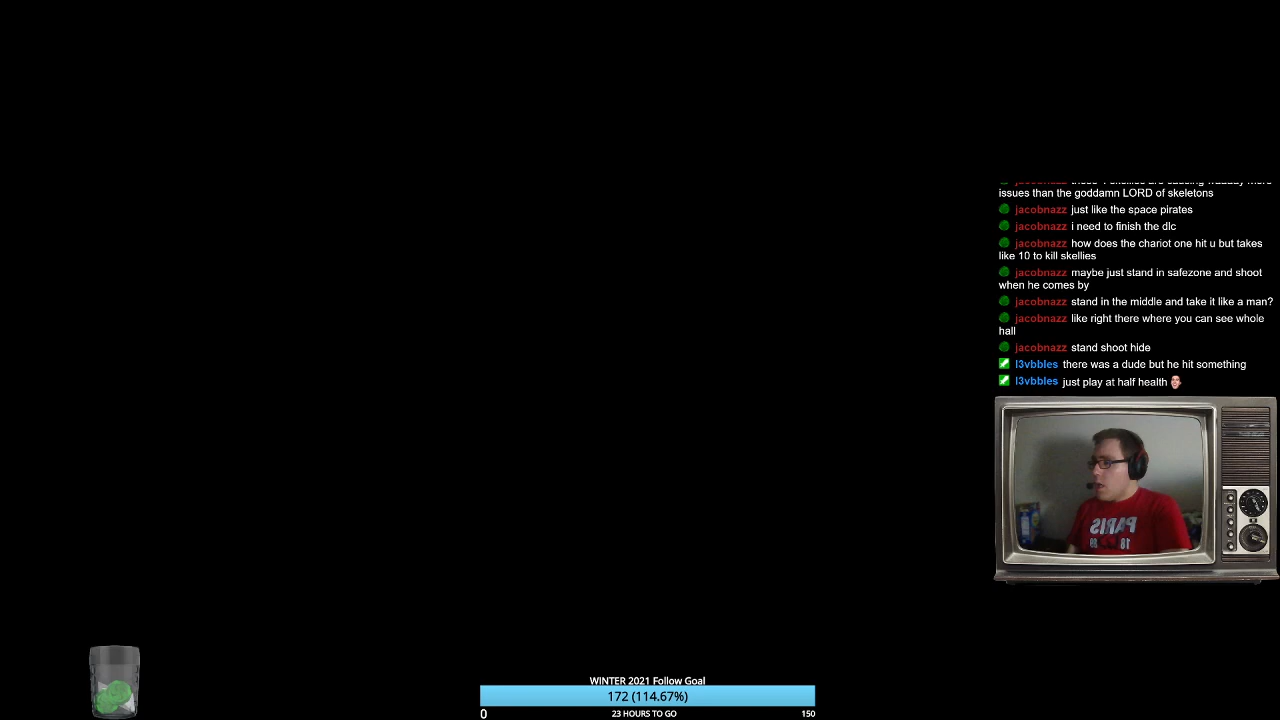 issues than the goddamn LORD of skeletons
jacobnazz just like the space pirates
jacobnazz i need to finish the dlc
jacobnazz how does the chariot one hit u but takes
like 10 to kill skellies
jacobnazz maybe just stand in safezone and shoot
when he comes by
jacobnazz stand in the middle and take it like a man?
jacobnazz like right there where you can see whole
hall
jacobnazz stand shoot hide
l3vbbles there was a dude but he hit something
l3vbbles just play at half health
PARIS
WINTER 2021 Follow Goal
172 (114.67%)
0 23 HOURS TO GO 150